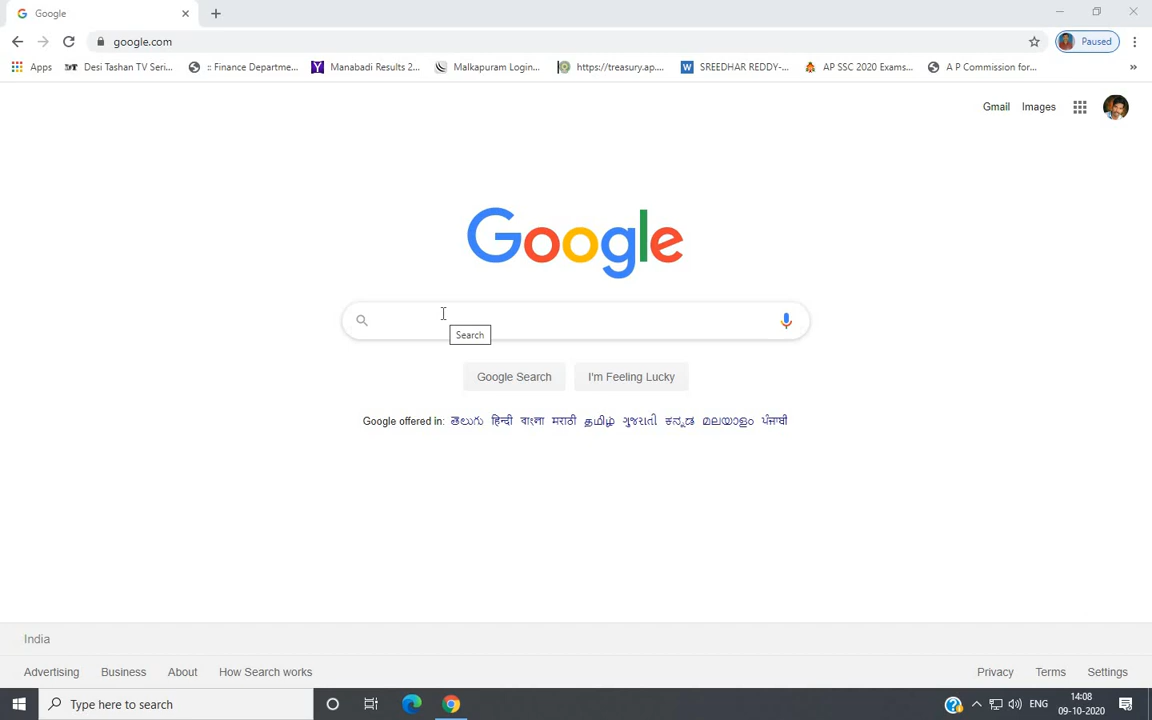 Google
google.com
Paused
Apps Desi Tashan TV Seri... :: Finance Departme... Manabadi Results 2... Malkapuram Login... https://treasury.ap.... SREEDHAR REDDY-... AP SSC 2020 Exams... A P Commission for... »
Gmail Images
Google
Search
Google Search I'm Feeling Lucky
Google offered in: తెలుగు हिन्दी বাংলা मराठी தமிழ் ગુજરાતી ಕನ್ನಡ മലയാളം ਪੰਜਾਬੀ
India
Advertising Business About How Search works Privacy Terms Settings
Type here to search ENG 14:08
09-10-2020